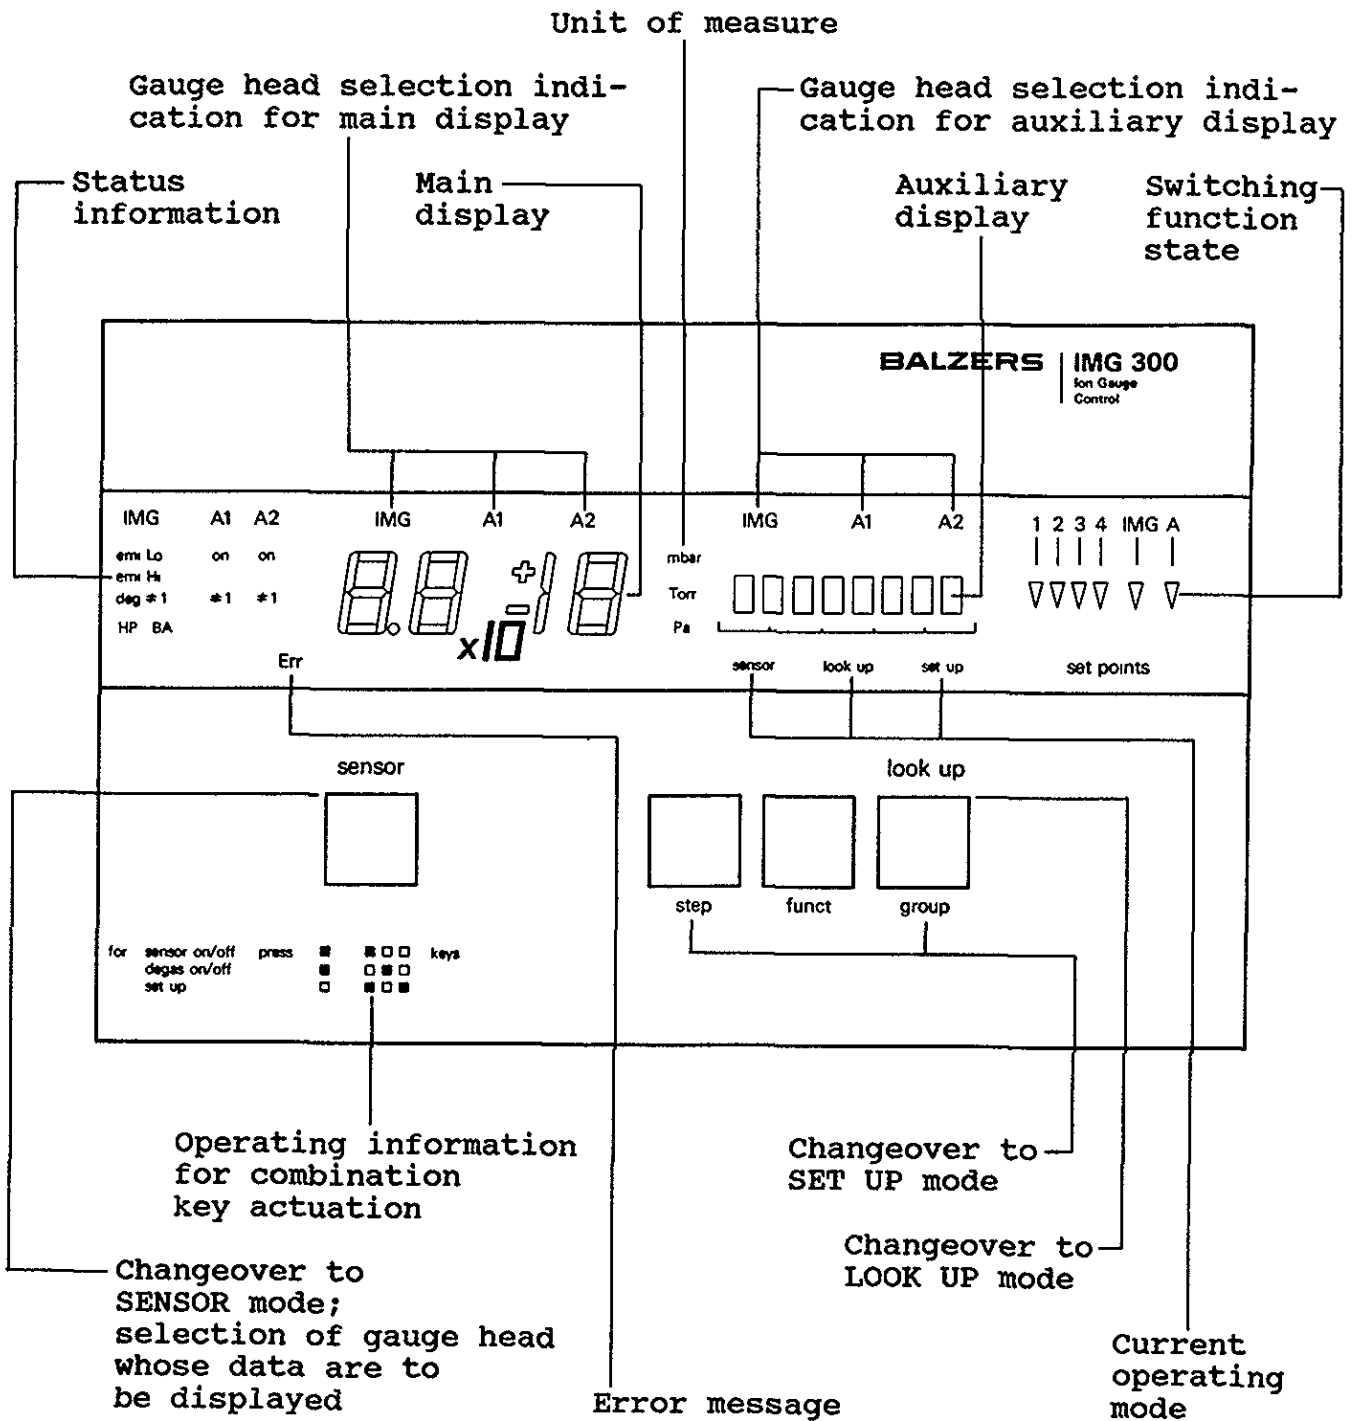 Unit of measure
Gauge head selection indi-
cation for main display
Gauge head selection indi-
cation for auxiliary display
Status
information
Main
display
Auxiliary
display
Switching
function
state
BALZERS IMG 300
Ion Gauge
Control
IMG A1 A2 IMG A1 A2 IMG A1 A2 1 2 3 4 IMG A
emi Lo on on mbar
emi Hi
deg #1 #1 #1 Torr
HP BA Pa
8.8 x10 +-18
Err sensor look up set up set points
sensor look up
step funct group
for sensor on/off press keys
degas on/off
set up
Operating information
for combination
key actuation
Changeover to
SET UP mode
Changeover to
LOOK UP mode
Changeover to
SENSOR mode;
selection of gauge head
whose data are to
be displayed
Error message
Current
operating
mode